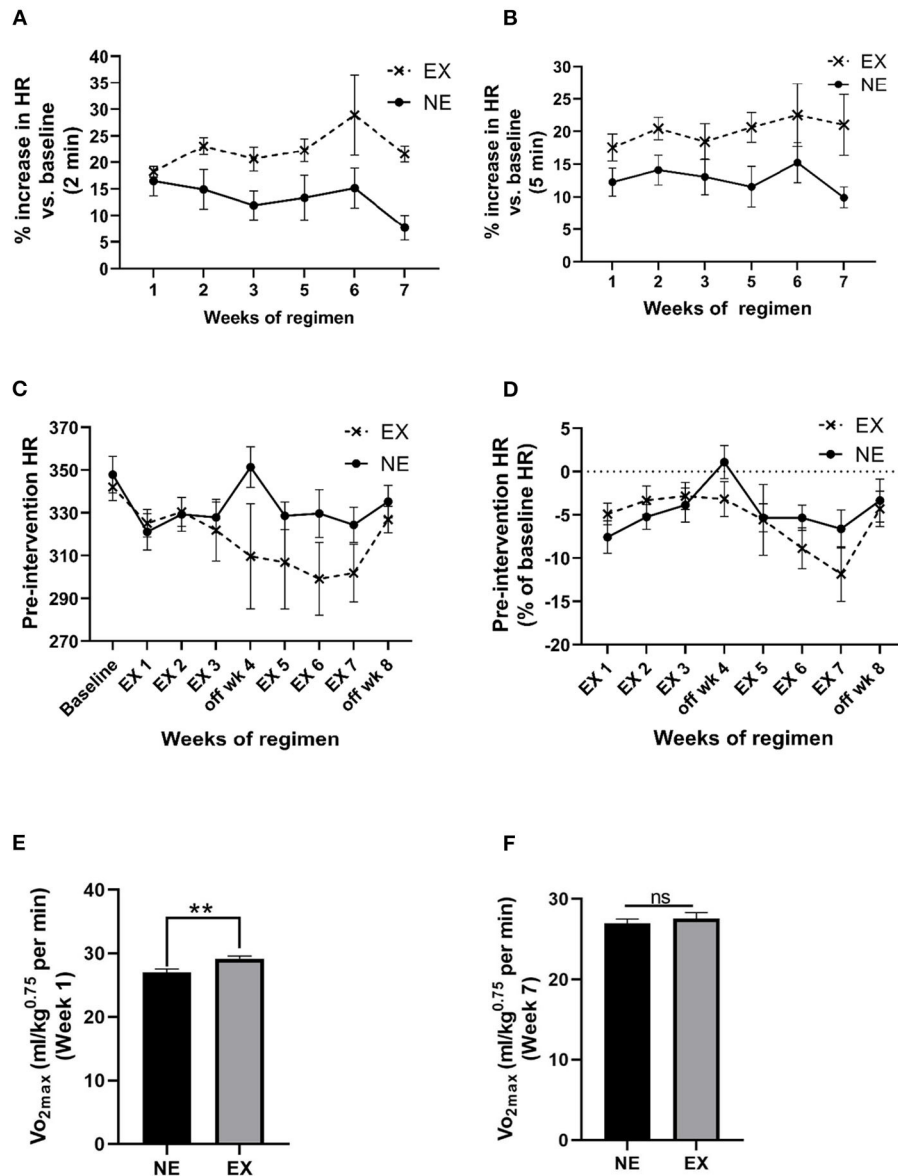 A
% increase in HR
vs. baseline
(2 min)
40
35
30
25
20
15
10
5
0
1 2 3 5 6 7
Weeks of regimen
EX
NE
B
% increase in HR
vs. baseline
(5 min)
30
25
20
15
10
5
0
1 2 3 5 6 7
Weeks of regimen
EX
NE
C
Pre-intervention HR
370
350
330
310
290
270
Baseline EX 1 EX 2 EX 3 off wk 4 EX 5 EX 6 EX 7 off wk 8
Weeks of regimen
EX
NE
D
Pre-intervention HR
(% of baseline HR)
5
0
-5
-10
-15
-20
EX 1 EX 2 EX 3 off wk 4 EX 5 EX 6 EX 7 off wk 8
Weeks of regimen
EX
NE
E
Vo2max (ml/kg0.75 per min)
(Week 1)
40
30
20
10
0
**
NE EX
F
Vo2max (ml/kg0.75 per min)
(Week 7)
30
20
10
0
ns
NE EX